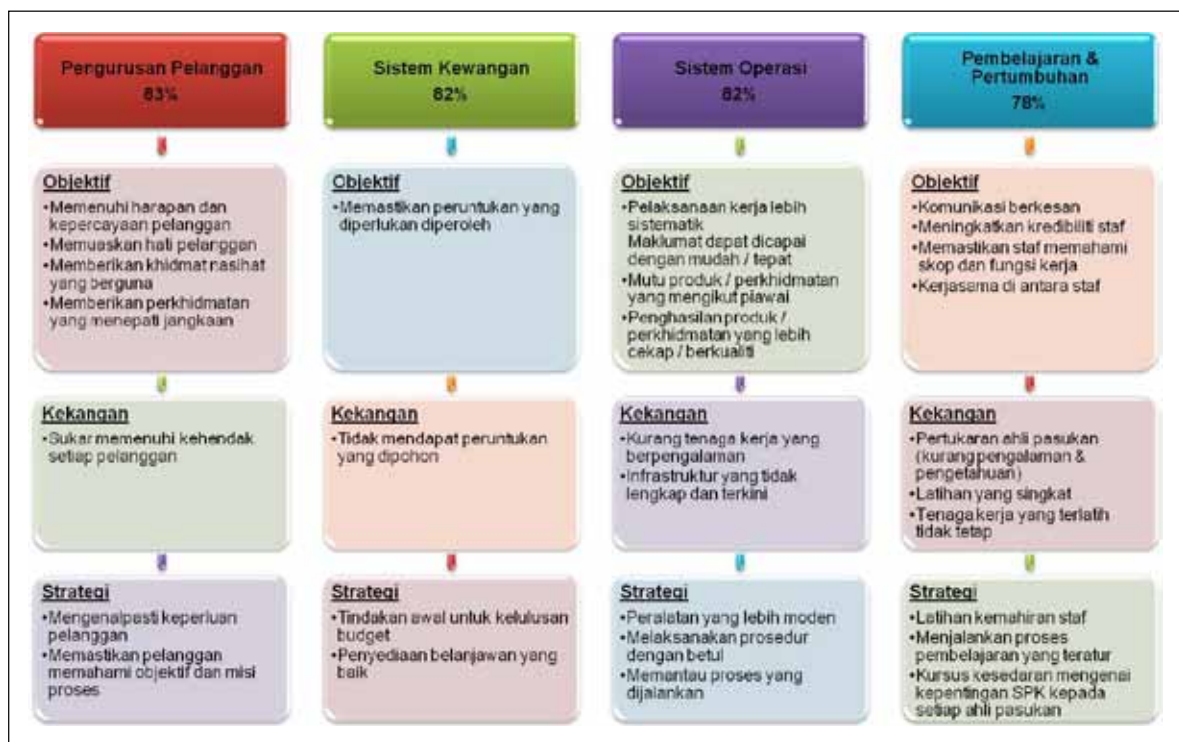 Pengurusan Pelanggan
83%
Objektif
•Memenuhi harapan dan
kepercayaan pelanggan
•Memuaskan hati pelanggan
•Memberikan khidmat nasihat
yang berguna
•Memberikan perkhidmatan
yang menepati jangkaan
Kekangan
•Sukar memenuhi kehendak
setiap pelanggan
Strategi
•Mengenalpasti keperluan
pelanggan
•Memastikan pelanggan
memahami objektif dan misi
proses
Sistem Kewangan
82%
Objektif
•Memastikan peruntukan yang
diperlukan diperoleh
Kekangan
•Tidak mendapat peruntukan
yang dipohon
Strategi
•Tindakan awal untuk kelulusan
budget
•Penyediaan belanjawan yang
baik
Sistem Operasi
82%
Objektif
•Pelaksanaan kerja lebih
sistematik
Maklumat dapat dicapai
dengan mudah / tepat
•Mutu produk / perkhidmatan
yang mengikut piawai
•Penghasilan produk /
perkhidmatan yang lebih
cekap / berkualiti
Kekangan
•Kurang tenaga kerja yang
berpengalaman
•Infrastruktur yang tidak
lengkap dan terkini
Strategi
•Peralatan yang lebih moden
•Melaksanakan prosedur
dengan betul
•Memantau proses yang
dijalankan
Pembelajaran &
Pertumbuhan
78%
Objektif
•Komunikasi berkesan
•Meningkatkan kredibiliti staf
•Memastikan staf memahami
skop dan fungsi kerja
•Kerjasama di antara staf
Kekangan
•Pertukaran ahli pasukan
(kurang pengalaman &
pengetahuan)
•Latihan yang singkat
•Tenaga kerja yang terlatih
tidak tetap
Strategi
•Latihan kemahiran staf
•Menjalankan proses
pembelajaran yang teratur
•Kursus kesedaran mengenai
kepentingan SPK kepada
setiap ahli pasukan